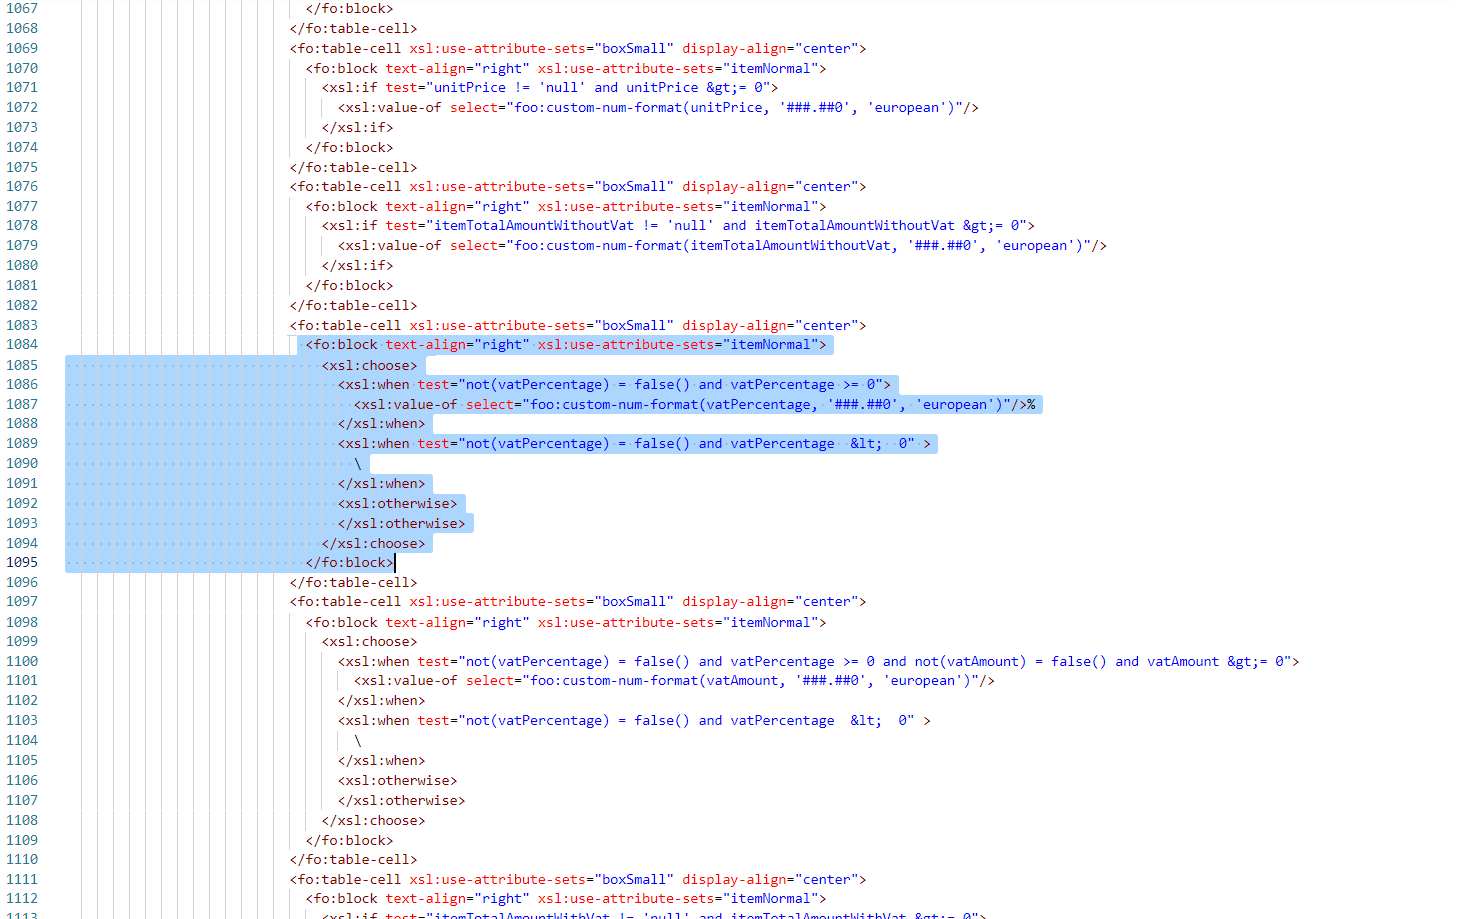 1067 </fo:block>
1068 </fo:table-cell>
1069 <fo:table-cell xsl:use-attribute-sets="boxSmall" display-align="center">
1070 <fo:block text-align="right" xsl:use-attribute-sets="itemNormal">
1071 <xsl:if test="unitPrice != 'null' and unitPrice &gt;= 0">
1072 <xsl:value-of select="foo:custom-num-format(unitPrice, '###.##0', 'european')"/>
1073 </xsl:if>
1074 </fo:block>
1075 </fo:table-cell>
1076 <fo:table-cell xsl:use-attribute-sets="boxSmall" display-align="center">
1077 <fo:block text-align="right" xsl:use-attribute-sets="itemNormal">
1078 <xsl:if test="itemTotalAmountWithoutVat != 'null' and itemTotalAmountWithoutVat &gt;= 0">
1079 <xsl:value-of select="foo:custom-num-format(itemTotalAmountWithoutVat, '###.##0', 'european')"/>
1080 </xsl:if>
1081 </fo:block>
1082 </fo:table-cell>
1083 <fo:table-cell xsl:use-attribute-sets="boxSmall" display-align="center">
1084 <fo:block text-align="right" xsl:use-attribute-sets="itemNormal">
1085 <xsl:choose>
1086 <xsl:when test="not(vatPercentage) = false() and vatPercentage >= 0">
1087 <xsl:value-of select="foo:custom-num-format(vatPercentage, '###.##0', 'european')"/>%
1088 </xsl:when>
1089 <xsl:when test="not(vatPercentage) = false() and vatPercentage  &lt;  0" >
1090 \
1091 </xsl:when>
1092 <xsl:otherwise>
1093 </xsl:otherwise>
1094 </xsl:choose>
1095 </fo:block>
1096 </fo:table-cell>
1097 <fo:table-cell xsl:use-attribute-sets="boxSmall" display-align="center">
1098 <fo:block text-align="right" xsl:use-attribute-sets="itemNormal">
1099 <xsl:choose>
1100 <xsl:when test="not(vatPercentage) = false() and vatPercentage >= 0 and not(vatAmount) = false() and vatAmount &gt;= 0">
1101 <xsl:value-of select="foo:custom-num-format(vatAmount, '###.##0', 'european')"/>
1102 </xsl:when>
1103 <xsl:when test="not(vatPercentage) = false() and vatPercentage  &lt;  0" >
1104 \
1105 </xsl:when>
1106 <xsl:otherwise>
1107 </xsl:otherwise>
1108 </xsl:choose>
1109 </fo:block>
1110 </fo:table-cell>
1111 <fo:table-cell xsl:use-attribute-sets="boxSmall" display-align="center">
1112 <fo:block text-align="right" xsl:use-attribute-sets="itemNormal">
1113 <xsl:if test="itemTotalAmountWithVat != 'null' and itemTotalAmountWithVat &gt;= 0">